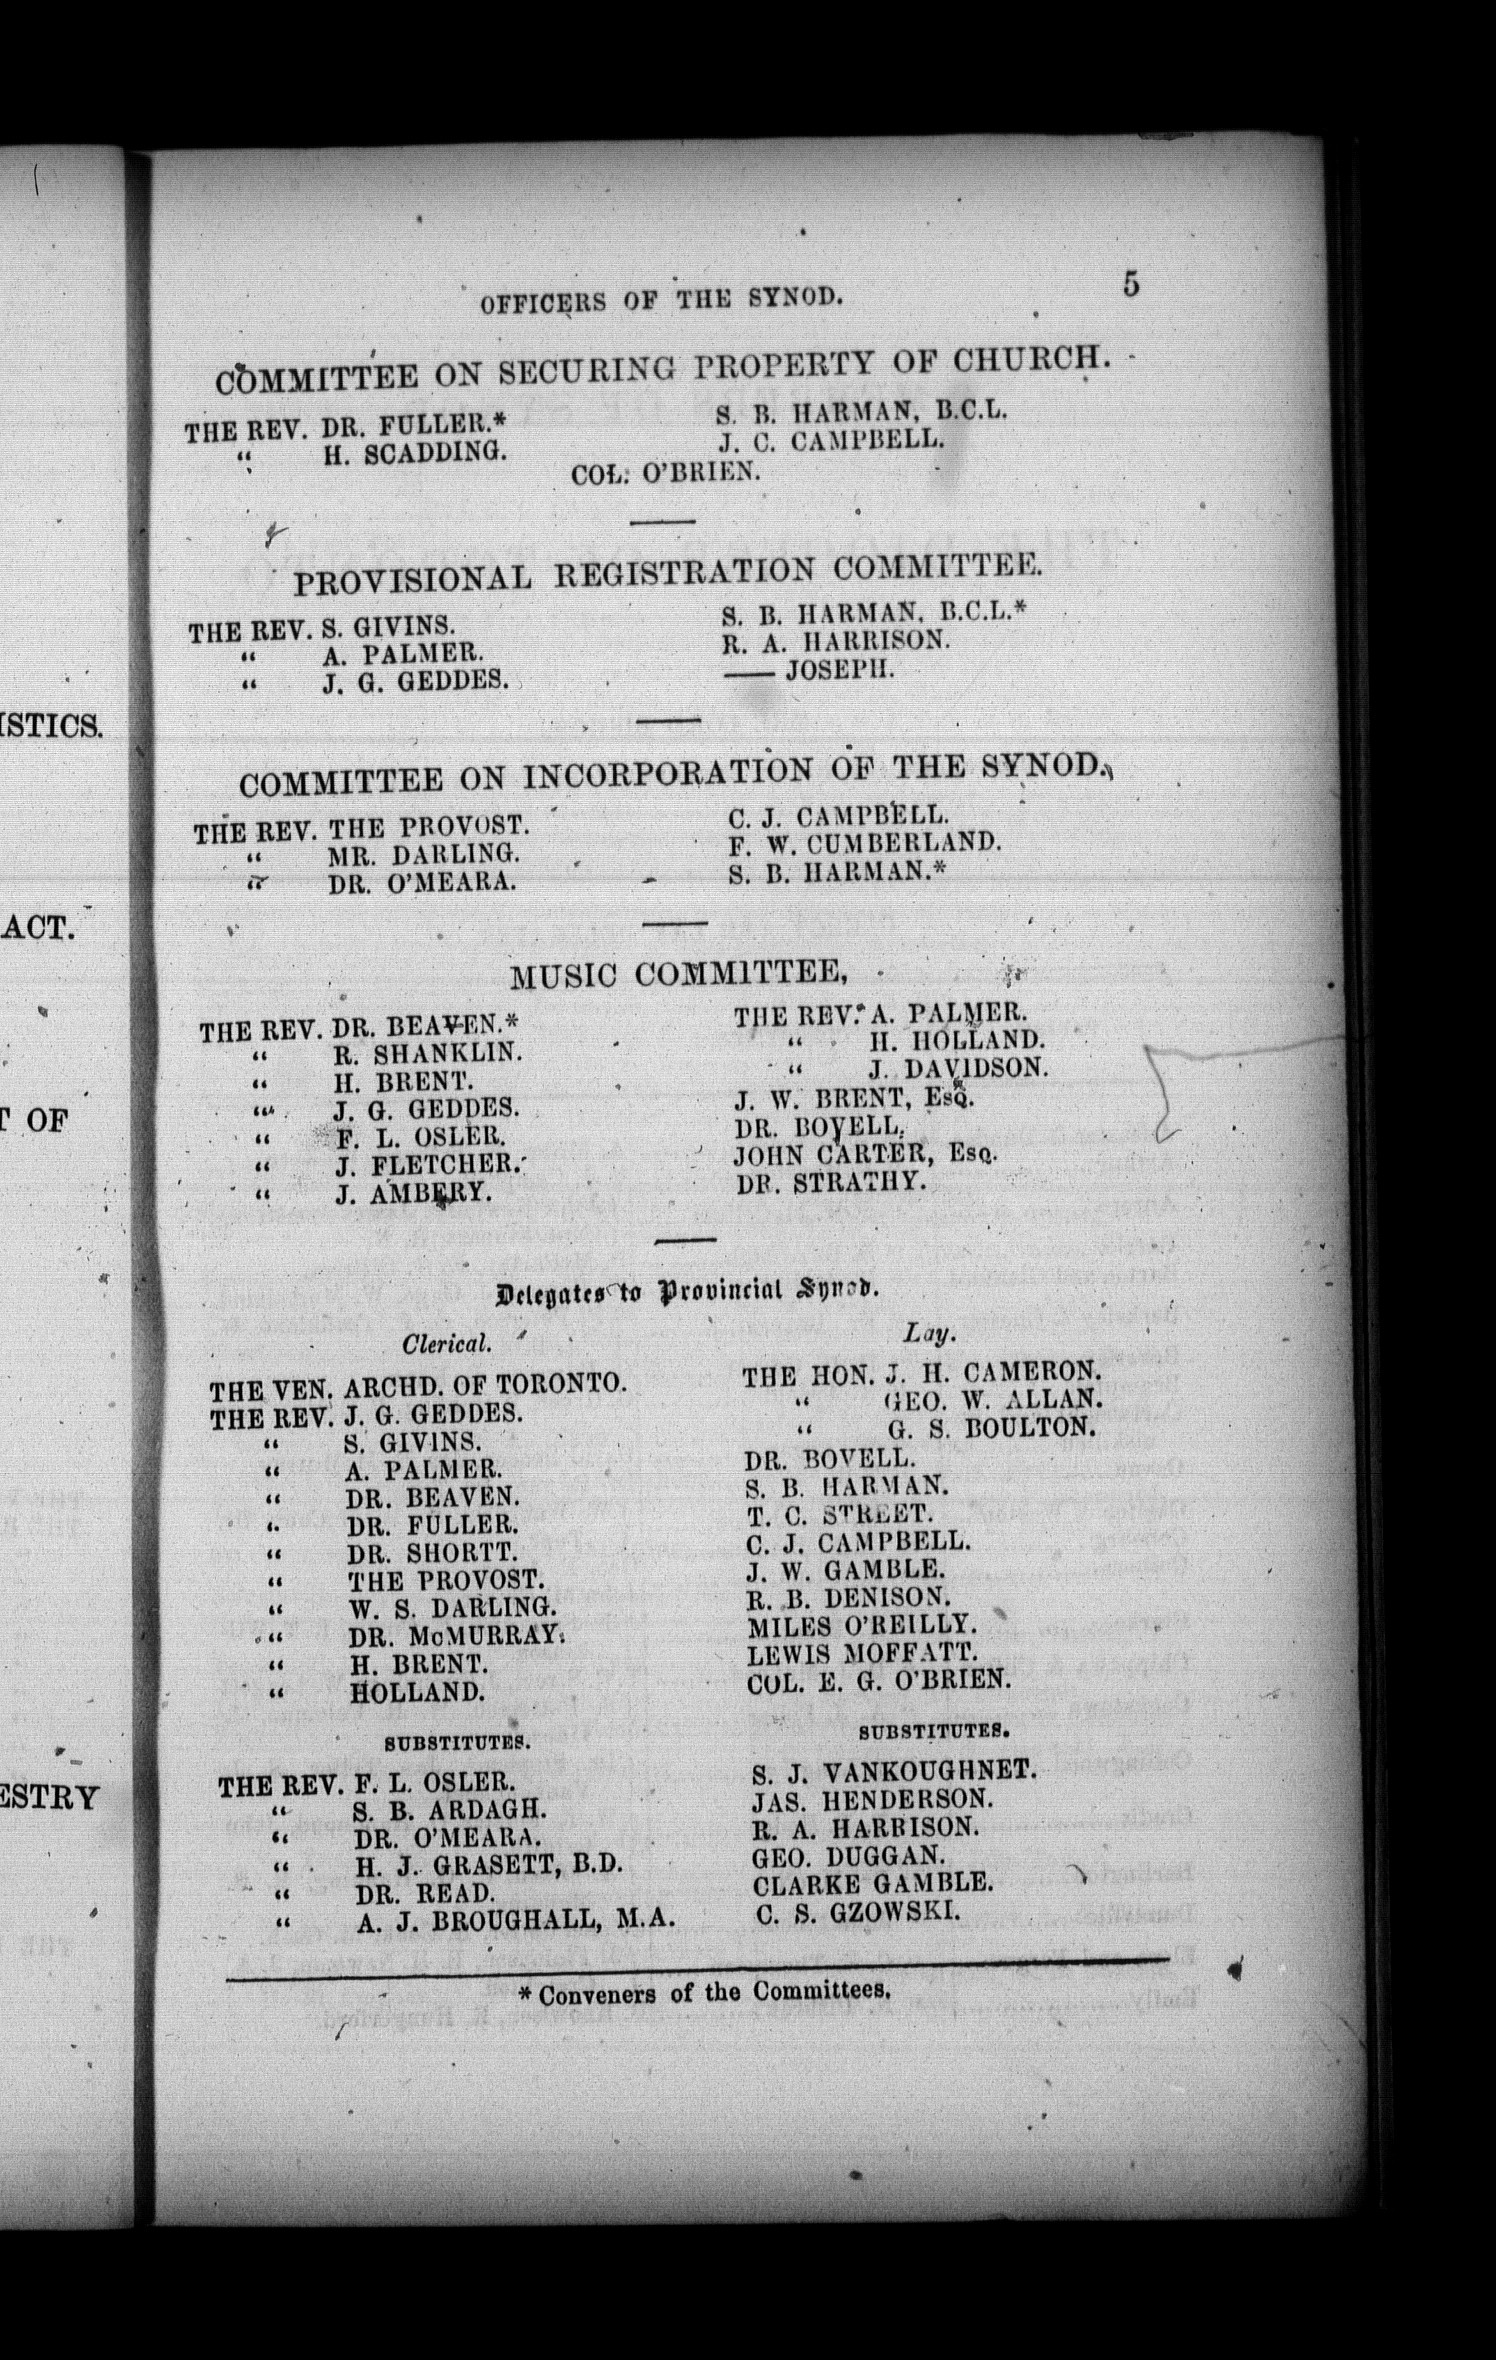 OFFICERS OF THE SYNOD. 5
COMMITTEE ON SECURING PROPERTY OF CHURCH.
THE REV. DR. FULLER.* S. B. HARMAN, B.C.L.
“ H. SCADDING. J. C. CAMPBELL.
COL. O'BRIEN.
PROVISIONAL REGISTRATION COMMITTEE.
THE REV. S. GIVINS. S. B. HARMAN, B.C.L.*
“ A. PALMER. R. A. HARRISON.
“ J. G. GEDDES. —— JOSEPH.
COMMITTEE ON INCORPORATION OF THE SYNOD.
THE REV. THE PROVOST. C. J. CAMPBELL.
“ MR. DARLING. F. W. CUMBERLAND.
“ DR. O'MEARA. S. B. HARMAN.*
MUSIC COMMITTEE,
THE REV. DR. BEAVEN.* THE REV. A. PALMER.
“ R. SHANKLIN. “ H. HOLLAND.
“ H. BRENT. “ J. DAVIDSON.
“ J. G. GEDDES. J. W. BRENT, Esq.
“ F. L. OSLER. DR. BOVELL.
“ J. FLETCHER. JOHN CARTER, Esq.
“ J. AMBERY. DR. STRATHY.
Delegates to Provincial Synod.
Clerical. Lay.
THE VEN. ARCHD. OF TORONTO. THE HON. J. H. CAMERON.
THE REV. J. G. GEDDES. “ GEO. W. ALLAN.
“ S. GIVINS. “ G. S. BOULTON.
“ A. PALMER. DR. BOVELL.
“ DR. BEAVEN. S. B. HARMAN.
“ DR. FULLER. T. C. STREET.
“ DR. SHORTT. C. J. CAMPBELL.
“ THE PROVOST. J. W. GAMBLE.
“ W. S. DARLING. R. B. DENISON.
“ DR. McMURRAY. MILES O'REILLY.
“ H. BRENT. LEWIS MOFFATT.
“ HOLLAND. COL. E. G. O'BRIEN.
SUBSTITUTES. SUBSTITUTES.
THE REV. F. L. OSLER. S. J. VANKOUGHNET.
“ S. B. ARDAGH. JAS. HENDERSON.
“ DR. O'MEARA. R. A. HARRISON.
“ H. J. GRASETT, B.D. GEO. DUGGAN.
“ DR. READ. CLARKE GAMBLE.
“ A. J. BROUGHALL, M.A. C. S. GZOWSKI.
* Conveners of the Committees.
ISTICS.
ACT.
T OF
ESTRY